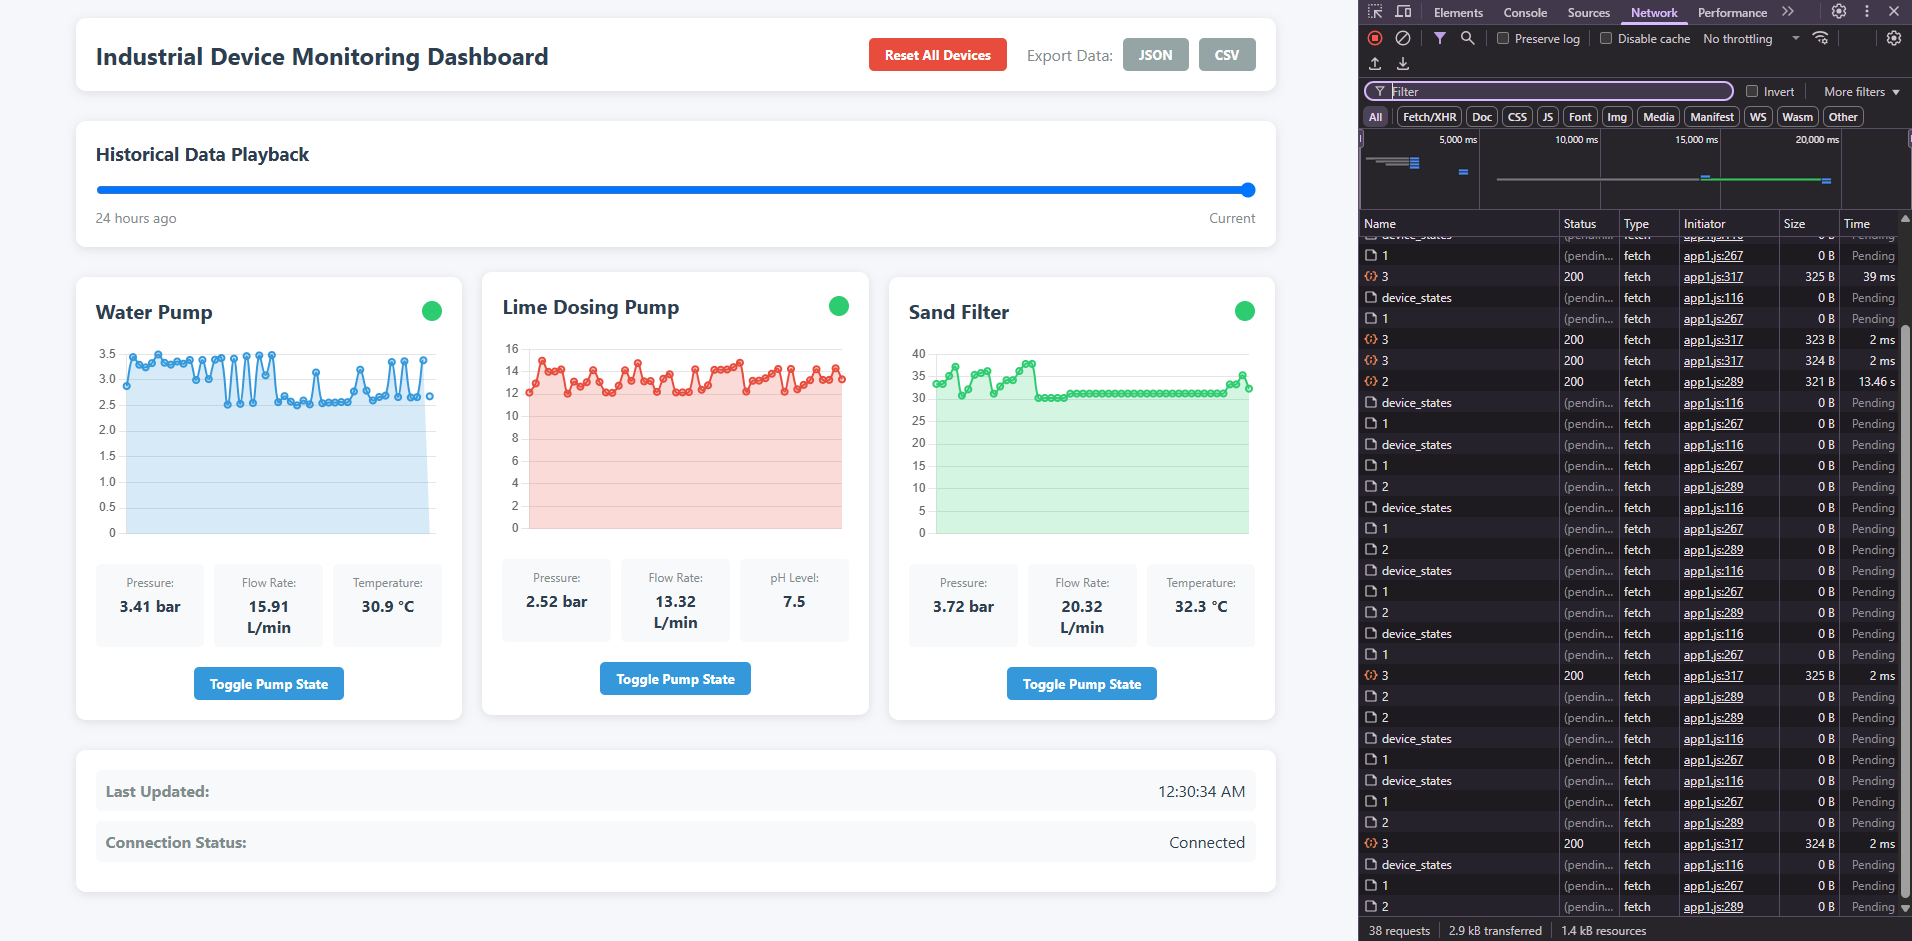 Industrial Device Monitoring Dashboard
Reset All Devices
Export Data:
JSON
CSV
Historical Data Playback
24 hours ago
Current
Water Pump
3.5
3.0
2.5
2.0
1.5
1.0
0.5
0
Pressure:
3.41 bar
Flow Rate:
15.91
L/min
Temperature:
30.9 °C
Toggle Pump State
Lime Dosing Pump
16
14
12
10
8
6
4
2
0
Pressure:
2.52 bar
Flow Rate:
13.32
L/min
pH Level:
7.5
Toggle Pump State
Sand Filter
40
35
30
25
20
15
10
5
0
Pressure:
3.72 bar
Flow Rate:
20.32
L/min
Temperature:
32.3 °C
Toggle Pump State
Last Updated: 12:30:34 AM
Connection Status: Connected
Elements Console Sources Network Performance
Preserve log Disable cache No throttling
Filter Invert More filters
All Fetch/XHR Doc CSS JS Font Img Media Manifest WS Wasm Other
5,000 ms 10,000 ms 15,000 ms 20,000 ms
Name Status Type Initiator Size Time
device_states (pendin... fetch app1.js:116 0 B Pending
1 (pendin... fetch app1.js:267 0 B Pending
3 200 fetch app1.js:317 325 B 39 ms
device_states (pendin... fetch app1.js:116 0 B Pending
1 (pendin... fetch app1.js:267 0 B Pending
3 200 fetch app1.js:317 323 B 2 ms
3 200 fetch app1.js:317 324 B 2 ms
2 200 fetch app1.js:289 321 B 13.46 s
device_states (pendin... fetch app1.js:116 0 B Pending
1 (pendin... fetch app1.js:267 0 B Pending
device_states (pendin... fetch app1.js:116 0 B Pending
1 (pendin... fetch app1.js:267 0 B Pending
2 (pendin... fetch app1.js:289 0 B Pending
device_states (pendin... fetch app1.js:116 0 B Pending
1 (pendin... fetch app1.js:267 0 B Pending
2 (pendin... fetch app1.js:289 0 B Pending
device_states (pendin... fetch app1.js:116 0 B Pending
1 (pendin... fetch app1.js:267 0 B Pending
2 (pendin... fetch app1.js:289 0 B Pending
device_states (pendin... fetch app1.js:116 0 B Pending
1 (pendin... fetch app1.js:267 0 B Pending
3 200 fetch app1.js:317 325 B 2 ms
2 (pendin... fetch app1.js:289 0 B Pending
2 (pendin... fetch app1.js:289 0 B Pending
device_states (pendin... fetch app1.js:116 0 B Pending
1 (pendin... fetch app1.js:267 0 B Pending
device_states (pendin... fetch app1.js:116 0 B Pending
1 (pendin... fetch app1.js:267 0 B Pending
2 (pendin... fetch app1.js:289 0 B Pending
3 200 fetch app1.js:317 324 B 2 ms
device_states (pendin... fetch app1.js:116 0 B Pending
1 (pendin... fetch app1.js:267 0 B Pending
2 (pendin... fetch app1.js:289 0 B Pending
38 requests 2.9 kB transferred 1.4 kB resources